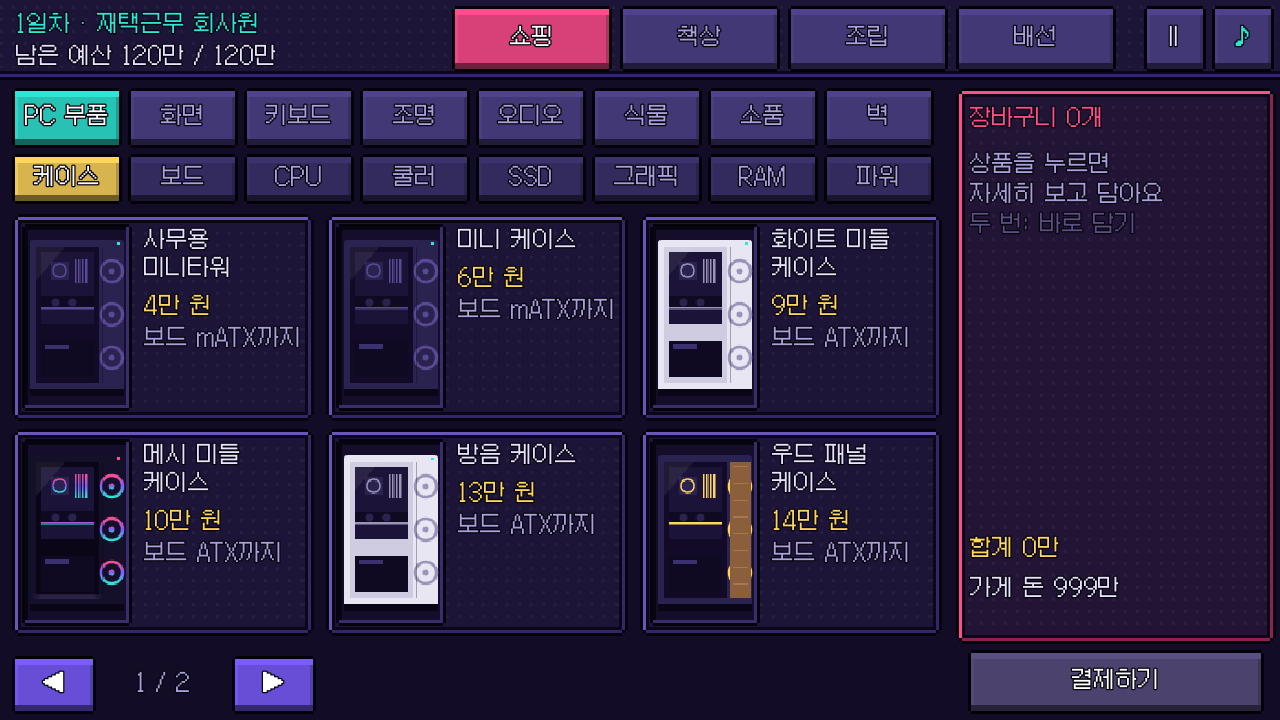 1일차 · 재택근무 회사원
남은 예산 120만 / 120만
쇼핑
책상
조립
배선
PC 부품
화면
키보드
조명
오디오
식물
소품
벽
케이스
보드
CPU
쿨러
SSD
그래픽
RAM
파워
사무용
미니타워
4만 원
보드 mATX까지
미니 케이스
6만 원
보드 mATX까지
화이트 미들
케이스
9만 원
보드 ATX까지
메시 미들
케이스
10만 원
보드 ATX까지
방음 케이스
13만 원
보드 ATX까지
우드 패널
케이스
14만 원
보드 ATX까지
1 / 2
장바구니 0개
상품을 누르면
자세히 보고 담아요
두 번: 바로 담기
합계 0만
가게 돈 999만
결제하기